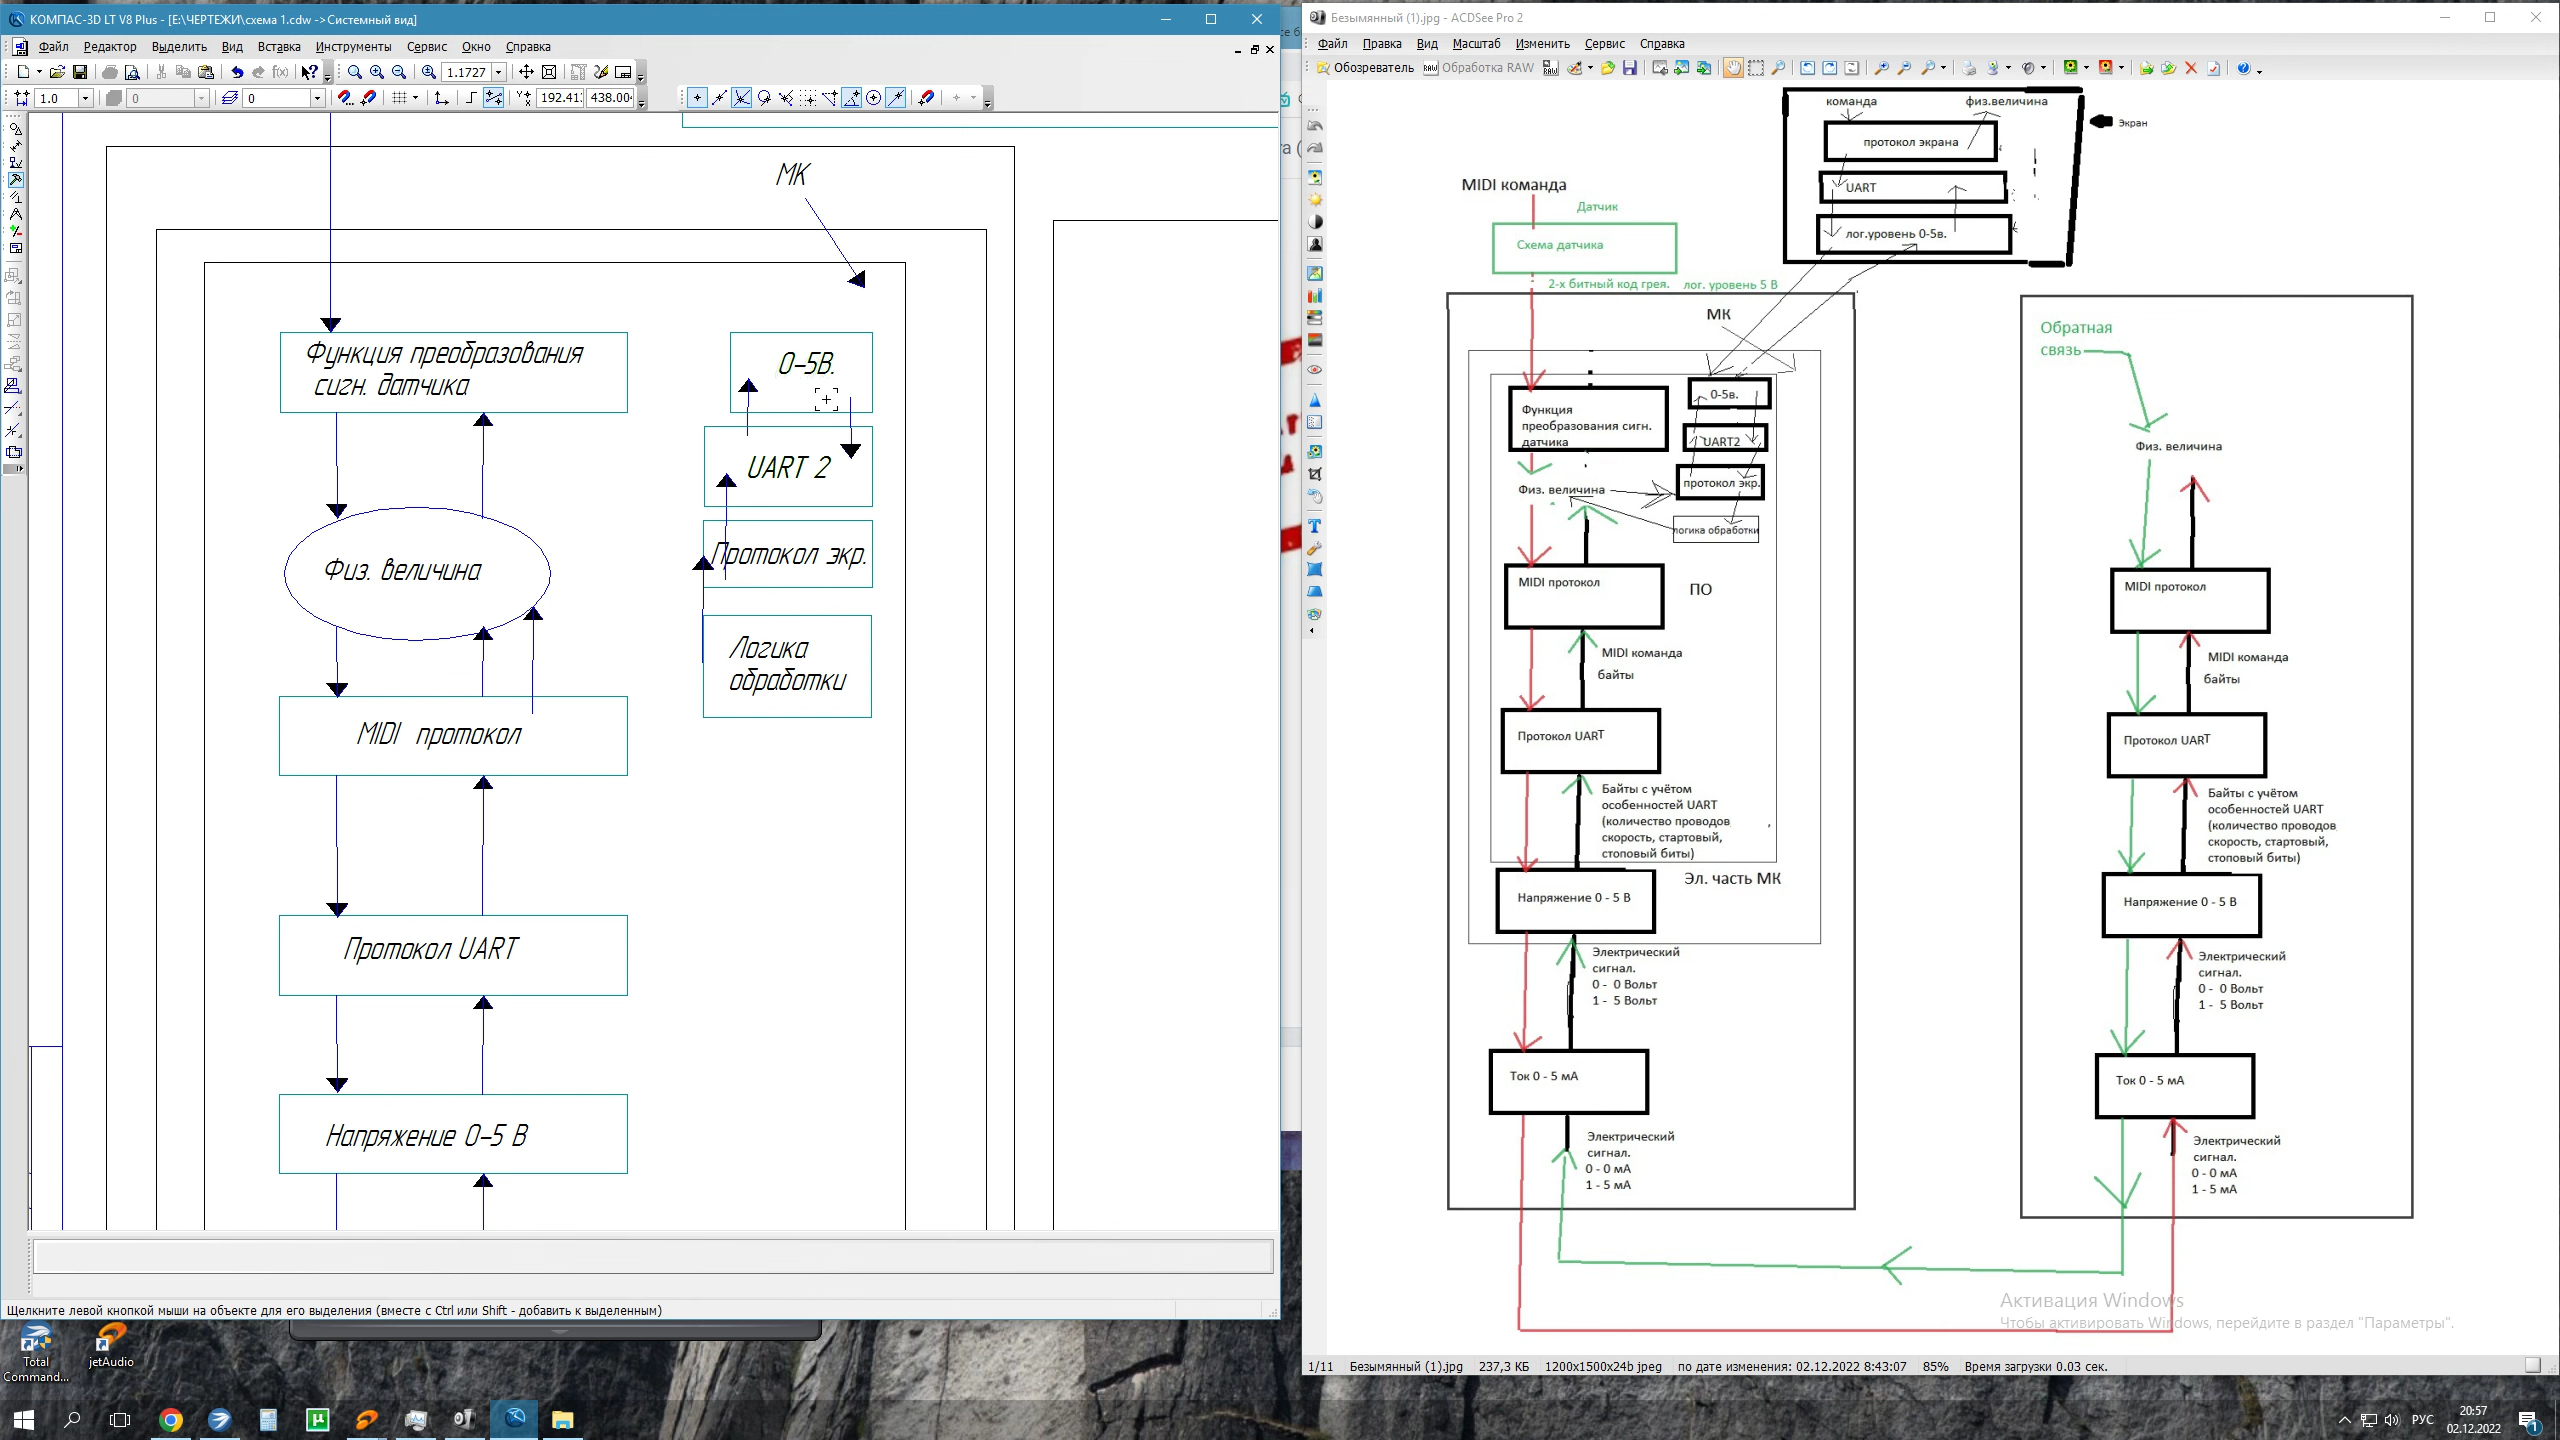 КОМПАС-3D LT V8 Plus - [E:\ЧЕРТЕЖИ\схема 1.cdw ->Системный вид]
Файл Редактор Выделить Вид Вставка Инструменты Сервис Окно Справка
1.1727
1.0 0 0 192.41 438.00
МК
Функция преобразования
сигн. датчика
0-5В.
UART 2
Протокол экр.
Физ. величина
Логика
обработки
MIDI протокол
Протокол UART
Напряжение 0-5 В
Щелкните левой кнопкой мыши на объекте для его выделения (вместе с Ctrl или Shift - добавить к выделенным)
Безымянный (1).jpg - ACDSee Pro 2
Файл Правка Вид Масштаб Изменить Сервис Справка
Обозреватель Обработка RAW
команда физ.величина
Экран
протокол экрана
UART
лог.уровень 0-5в.
MIDI команда
Датчик
Схема датчика
2-х битный код грея. лог. уровень 5 В
МК
Функция
преобразования сигн.
датчика
0-5в.
UART2
протокол экр.
логика обработки
Физ. величина
MIDI протокол
ПО
MIDI команда
байты
Протокол UART
Байты с учётом
особенностей UART
(количество проводов
скорость, стартовый,
стоповый биты)
Напряжение 0 - 5 В
Эл. часть МК
Электрический
сигнал.
0 - 0 Вольт
1 - 5 Вольт
Ток 0 - 5 мА
Электрический
сигнал.
0 - 0 мА
1 - 5 мА
Обратная
связь
Физ. величина
MIDI протокол
MIDI команда
байты
Протокол UART
Байты с учётом
особенностей UART
(количество проводов
скорость, стартовый,
стоповый биты)
Напряжение 0 - 5 В
Электрический
сигнал.
0 - 0 Вольт
1 - 5 Вольт
Ток 0 - 5 мА
Электрический
сигнал.
0 - 0 мА
1 - 5 мА
Активация Windows
Чтобы активировать Windows, перейдите в раздел "Параметры".
1/11 Безымянный (1).jpg 237,3 КБ 1200x1500x24b jpeg по дате изменения: 02.12.2022 8:43:07 85% Время загрузки 0.03 сек.
Total
Command...
jetAudio
РУС
20:57
02.12.2022
1